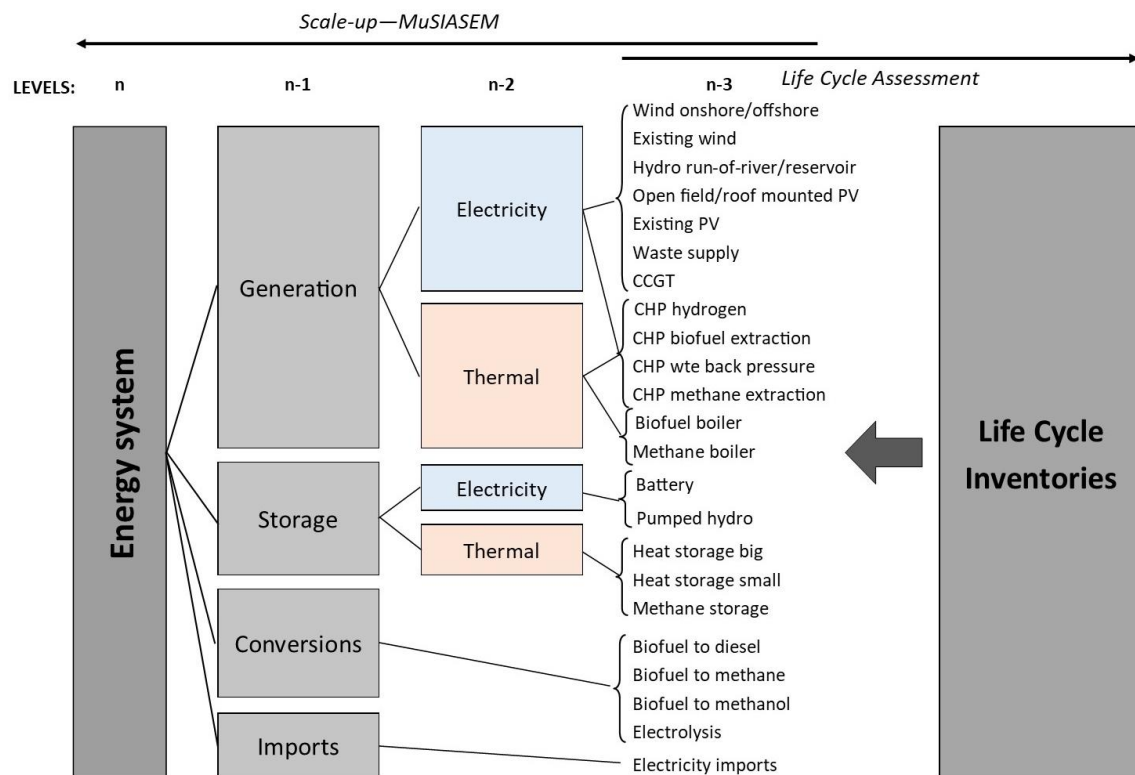 Scale-up—MuSIASEM
Life Cycle Assessment
LEVELS: n n-1 n-2 n-3
Energy system
Generation
Electricity
Thermal
Wind onshore/offshore
Existing wind
Hydro run-of-river/reservoir
Open field/roof mounted PV
Existing PV
Waste supply
CCGT
CHP hydrogen
CHP biofuel extraction
CHP wte back pressure
CHP methane extraction
Biofuel boiler
Methane boiler
Storage
Electricity
Thermal
Battery
Pumped hydro
Heat storage big
Heat storage small
Methane storage
Conversions
Biofuel to diesel
Biofuel to methane
Biofuel to methanol
Electrolysis
Imports
Electricity imports
Life Cycle
Inventories